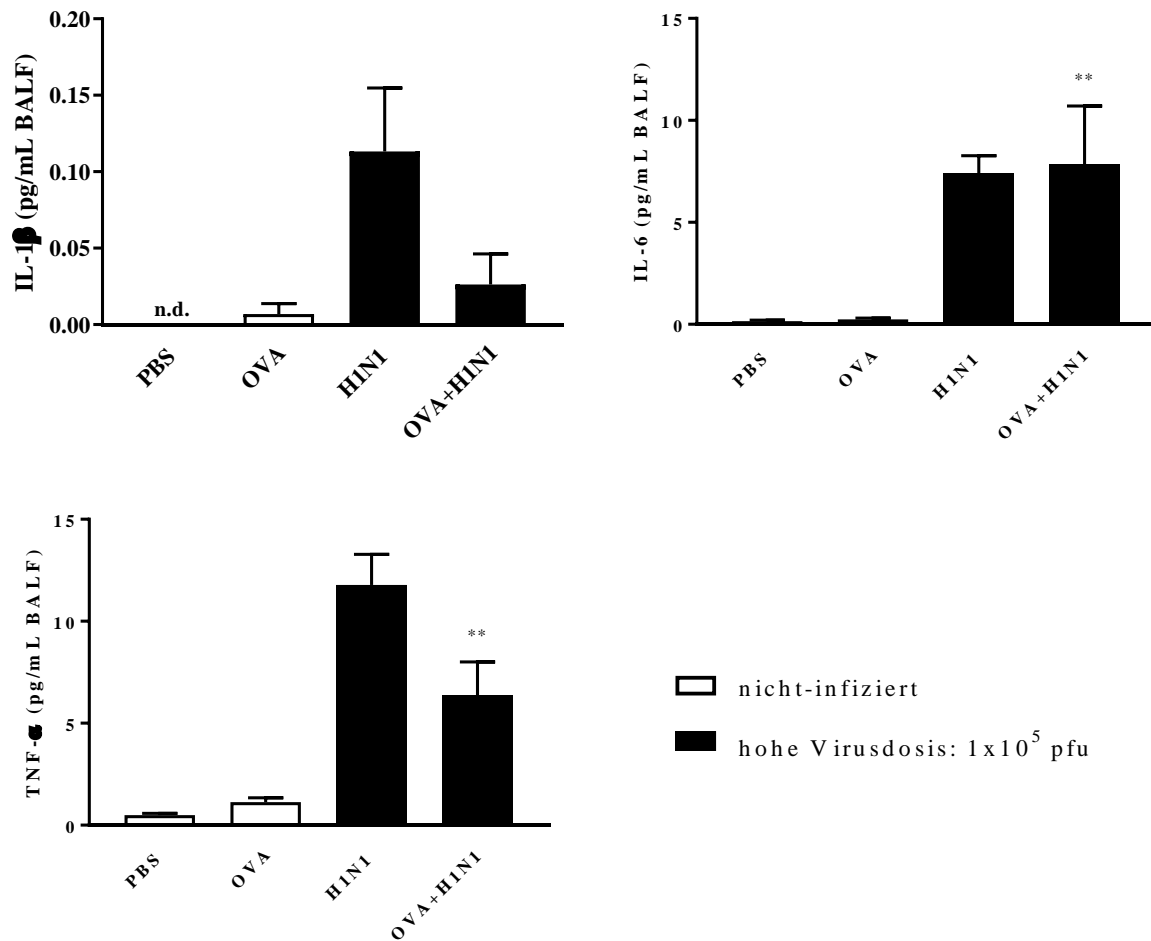 IL-1β (pg/mL BALF)
0.20
0.15
0.10
0.05
0.00
n.d.
PBS
OVA
H1N1
OVA+H1N1
IL-6 (pg/mL BALF)
15
10
5
0
**
PBS
OVA
H1N1
OVA+H1N1
TNF-α (pg/mL BALF)
15
10
5
0
**
PBS
OVA
H1N1
OVA+H1N1
nicht-infiziert
hohe Virusdosis: 1x10⁵ pfu